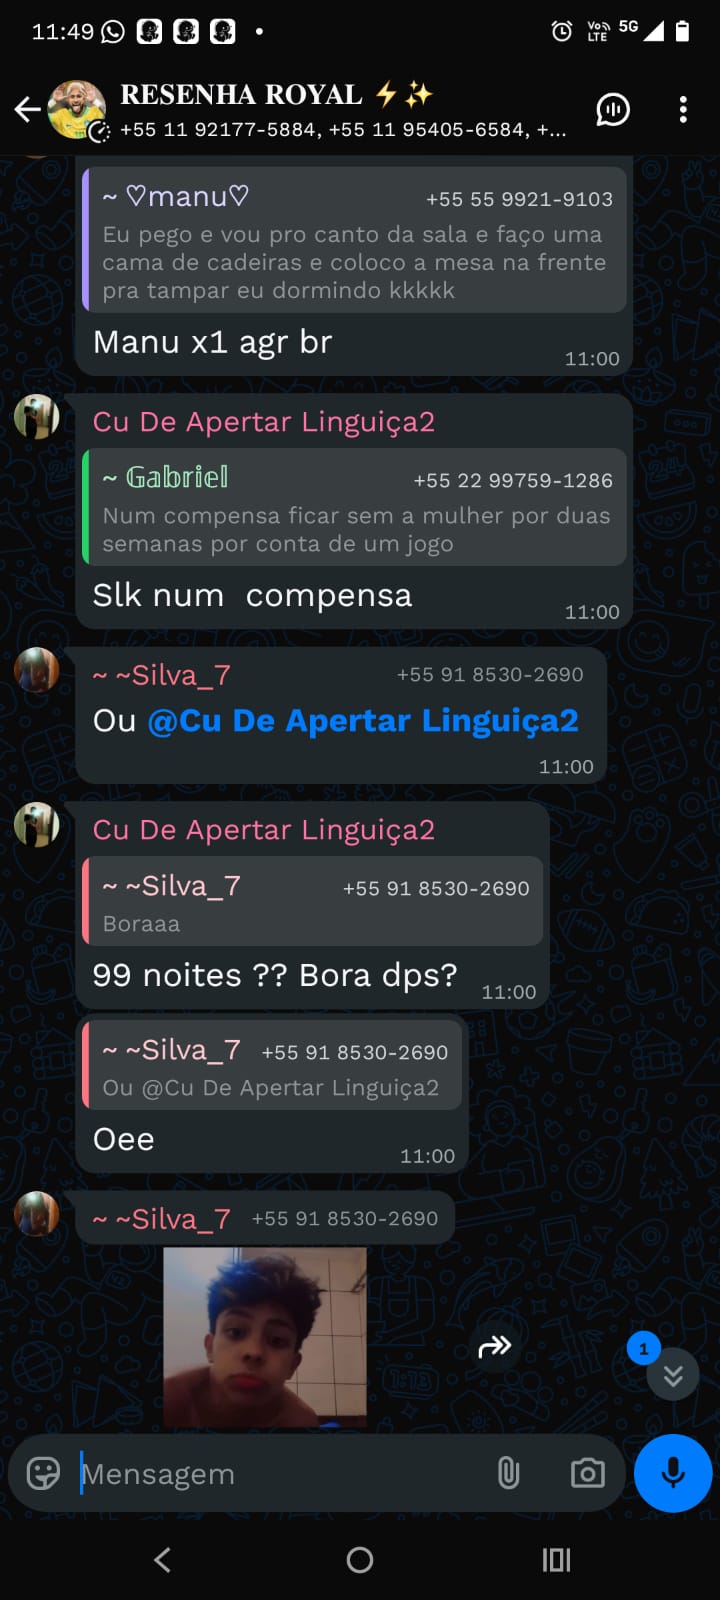 11:49
VoLTE 5G
RESENHA ROYAL ⚡✨
+55 11 92177-5884, +55 11 95405-6584, +...
~ ♡manu♡ +55 55 9921-9103
Eu pego e vou pro canto da sala e faço uma
cama de cadeiras e coloco a mesa na frente
pra tampar eu dormindo kkkkk
Manu x1 agr br
11:00
Cu De Apertar Linguiça2
~ 𝔾𝕒𝕓𝕣𝕚𝕖𝕝 +55 22 99759-1286
Num compensa ficar sem a mulher por duas
semanas por conta de um jogo
Slk num compensa
11:00
~ ~Silva_7 +55 91 8530-2690
Ou @Cu De Apertar Linguiça2
11:00
Cu De Apertar Linguiça2
~ ~Silva_7 +55 91 8530-2690
Boraaa
99 noites ?? Bora dps?
11:00
~ ~Silva_7 +55 91 8530-2690
Ou @Cu De Apertar Linguiça2
Oee
11:00
~ ~Silva_7 +55 91 8530-2690
1
Mensagem